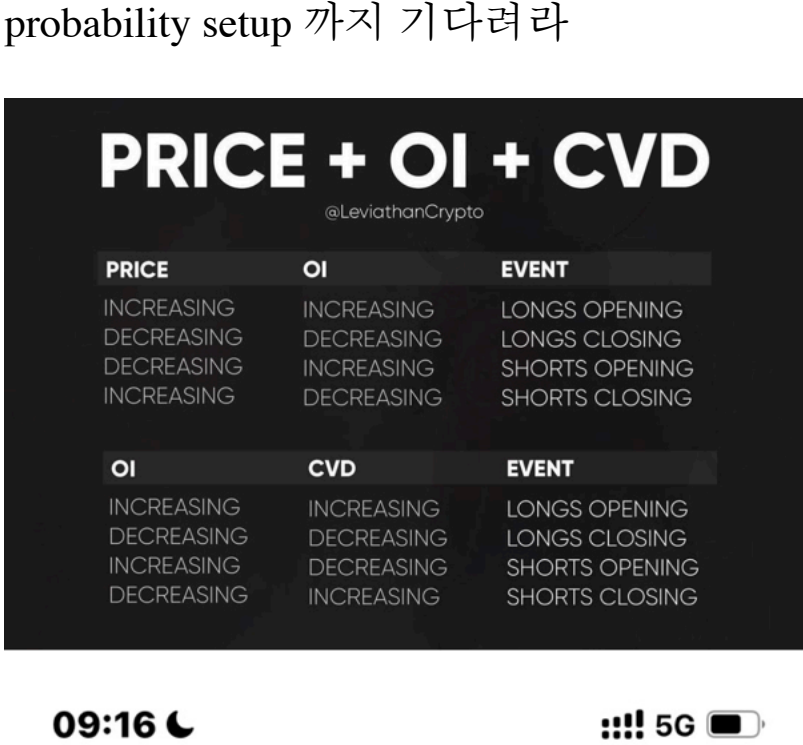 probability setup 까지 기다려라
PRICE + OI + CVD
@LeviathanCrypto
PRICE OI EVENT
INCREASING INCREASING LONGS OPENING
DECREASING DECREASING LONGS CLOSING
DECREASING INCREASING SHORTS OPENING
INCREASING DECREASING SHORTS CLOSING
OI CVD EVENT
INCREASING INCREASING LONGS OPENING
DECREASING DECREASING LONGS CLOSING
INCREASING DECREASING SHORTS OPENING
DECREASING INCREASING SHORTS CLOSING
09:16 5G